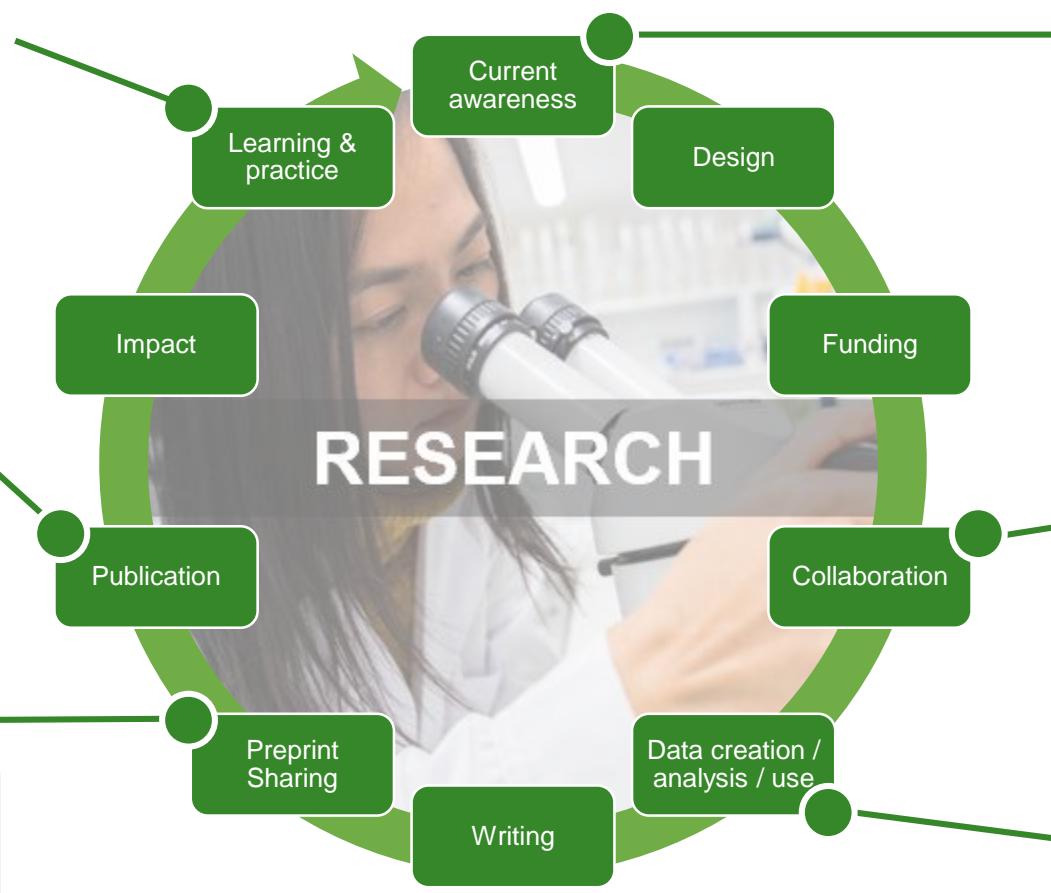 Current
awareness
Design
Funding
Collaboration
Data creation /
analysis / use
Writing
Preprint
Sharing
Publication
Impact
Learning &
practice
RESEARCH